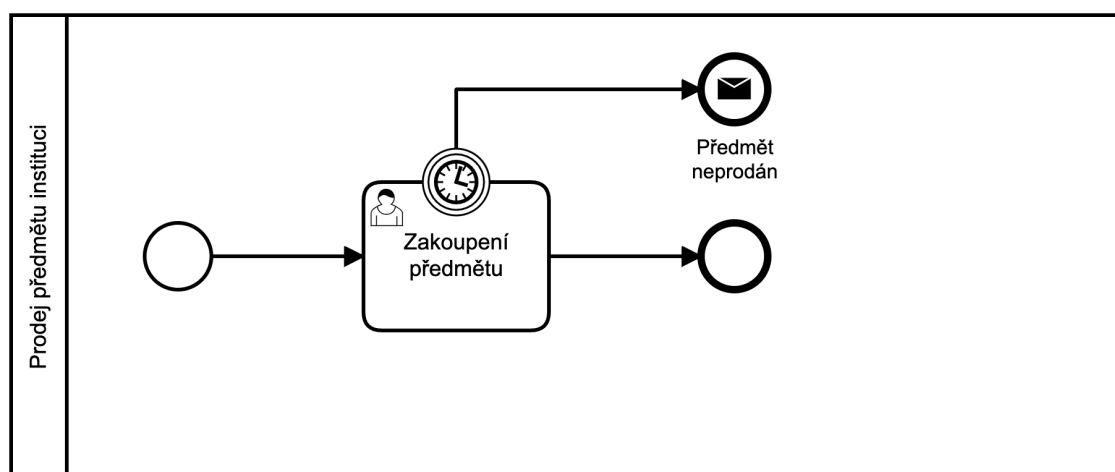 Prodej předmětu instituci
Předmět
neprodán
Zakoupení
předmětu